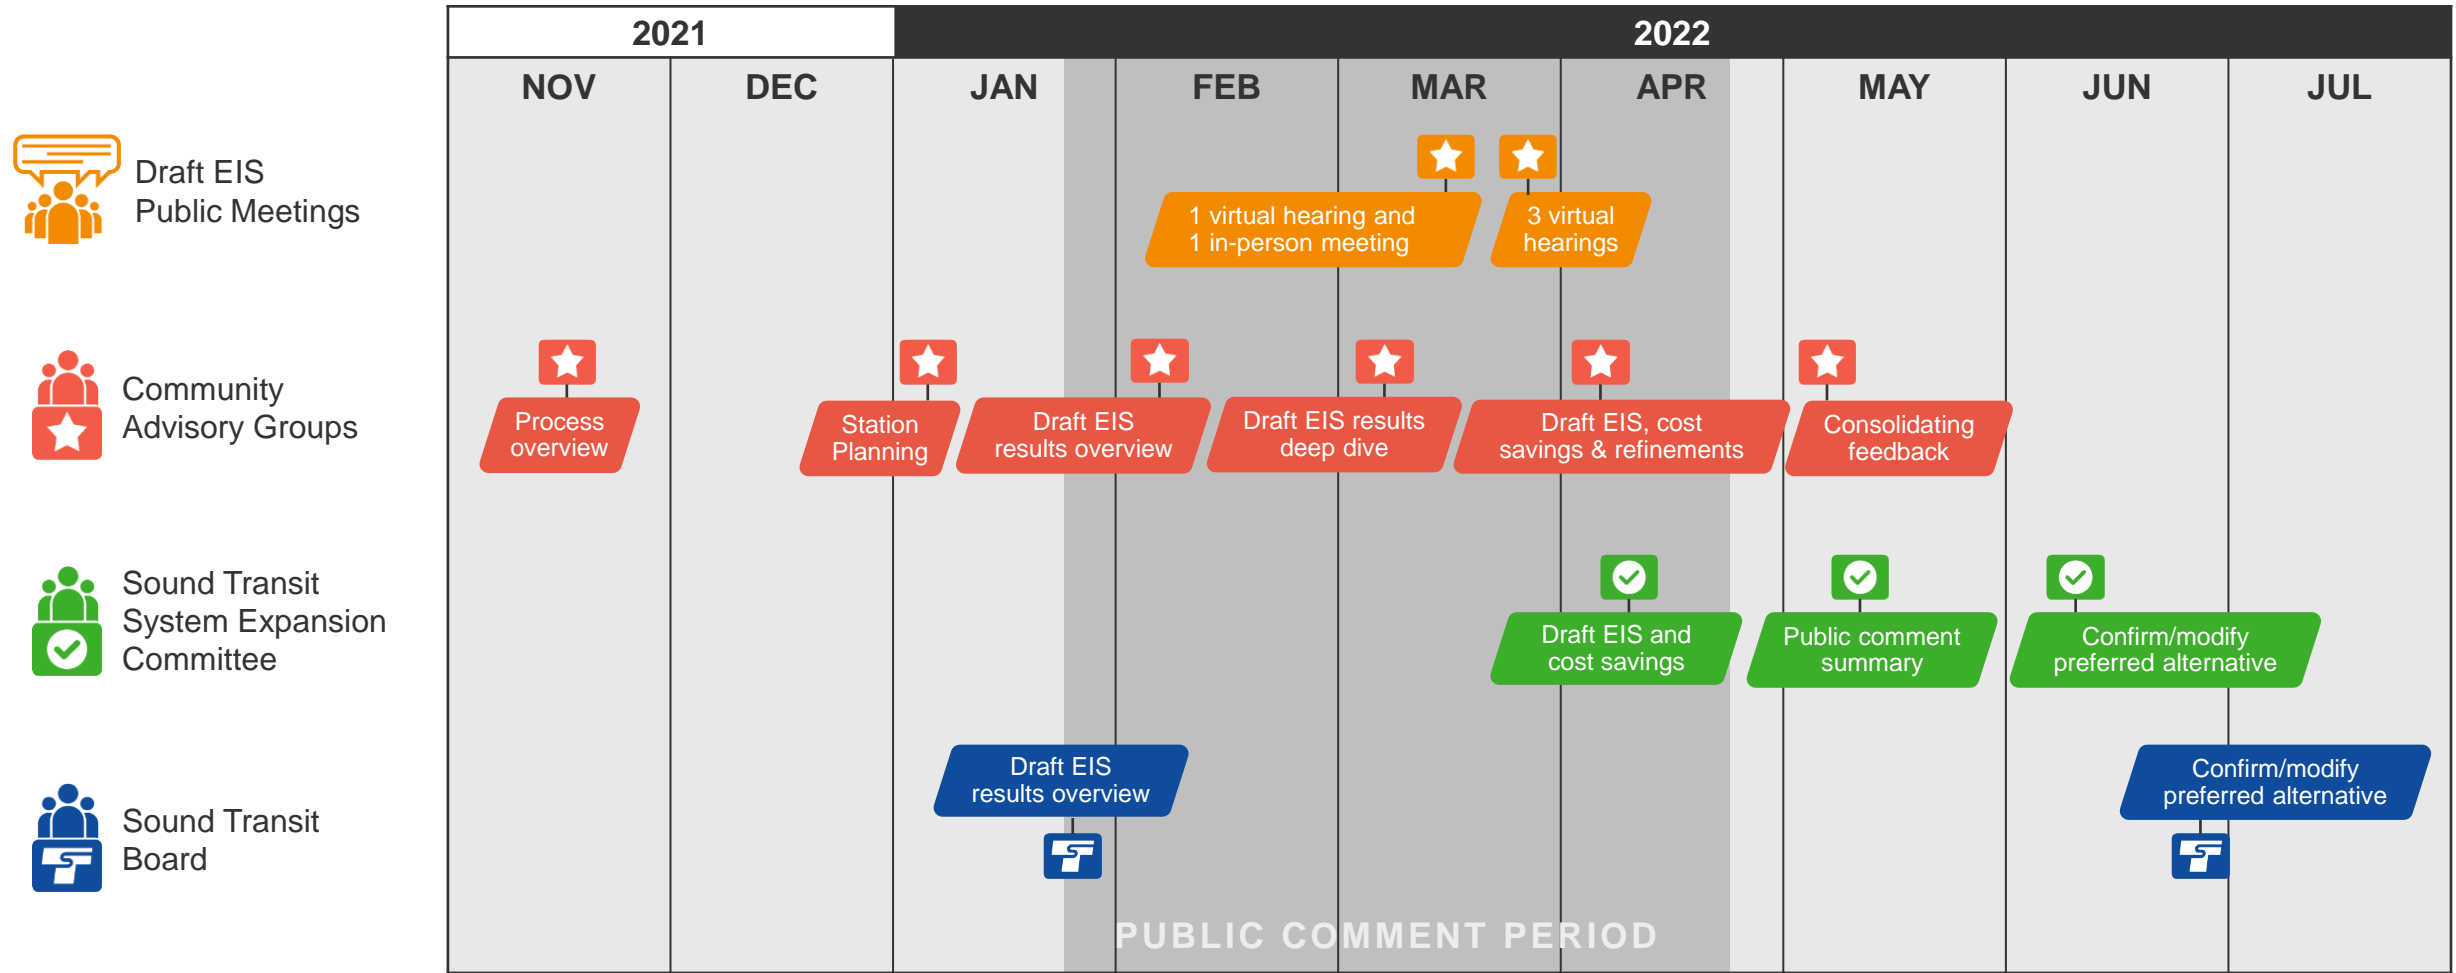 2021
2022
NOV
DEC
JAN
FEB
MAR
APR
MAY
JUN
JUL
Draft EIS
Public Meetings
1 virtual hearing and
1 in-person meeting
3 virtual
hearings
Community
Advisory Groups
Process
overview
Station
Planning
Draft EIS
results overview
Draft EIS results
deep dive
Draft EIS, cost
savings & refinements
Consolidating
feedback
Sound Transit
System Expansion
Committee
Draft EIS and
cost savings
Public comment
summary
Confirm/modify
preferred alternative
Sound Transit
Board
Draft EIS
results overview
Confirm/modify
preferred alternative
PUBLIC COMMENT PERIOD